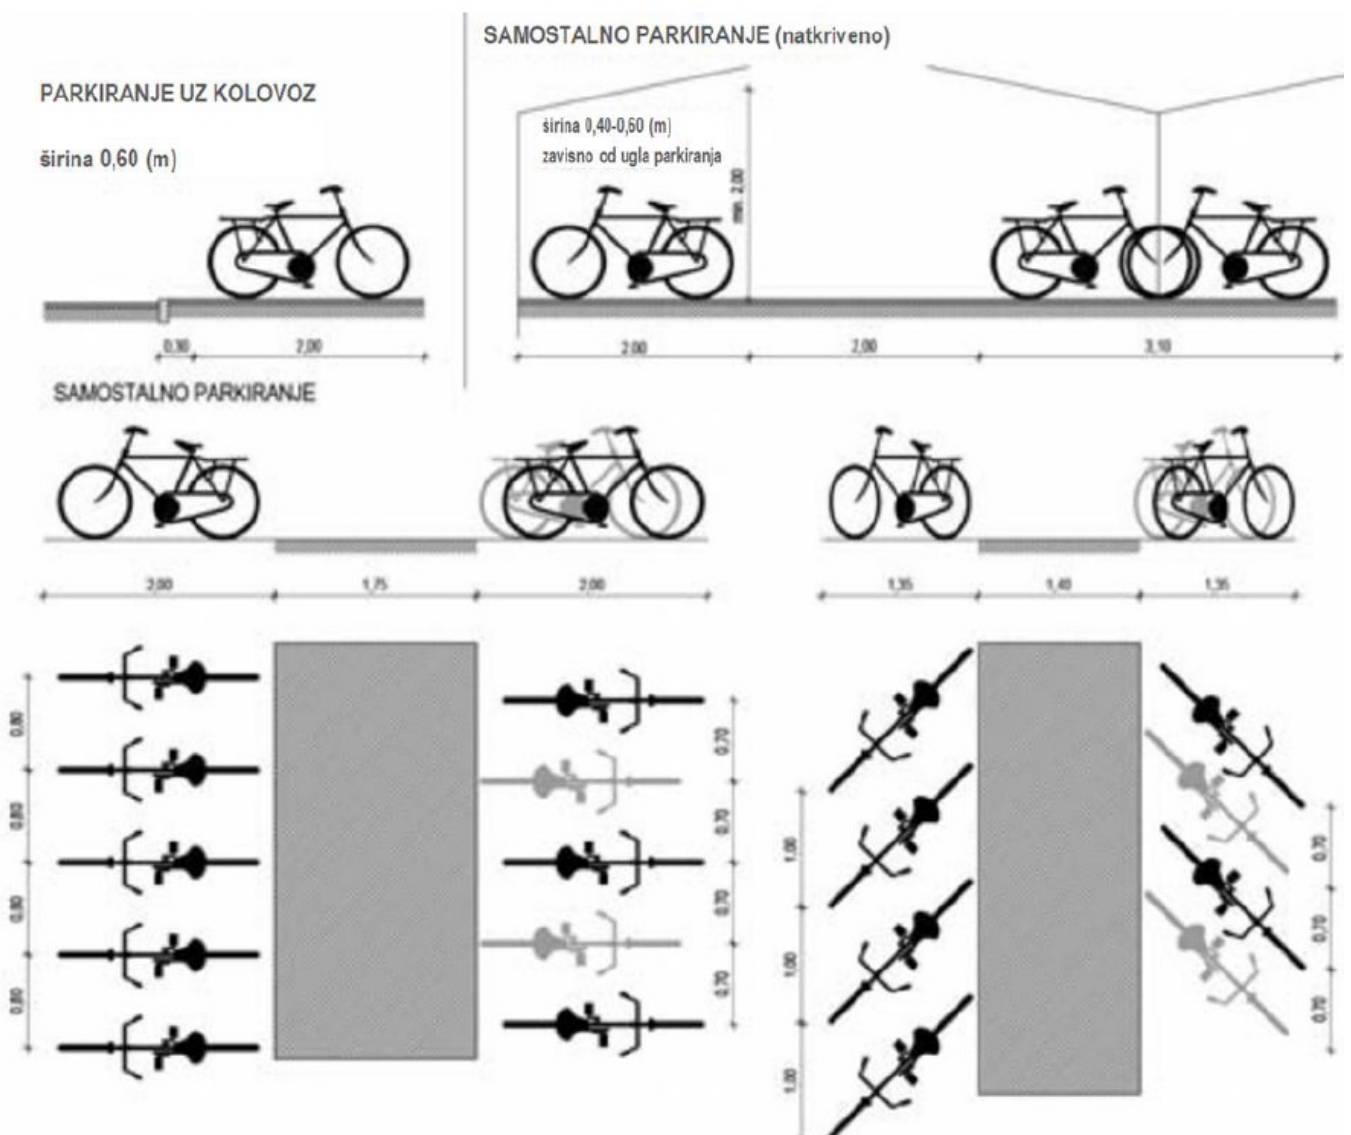 SAMOSTALNO PARKIRANJE (natkriveno)
PARKIRANJE UZ KOLOVOZ
širina 0,60 (m)
širina 0,40-0,60 (m)
zavisno od ugla parkiranja
min. 2,00
0,30 2,00
2,00 2,00 3,10
SAMOSTALNO PARKIRANJE
2,00 1,75 2,00
1,35 1,40 1,35
0,80
0,80
0,80
0,80
0,70
0,70
0,70
0,70
1,00
1,00
1,00
0,70
0,70
0,70